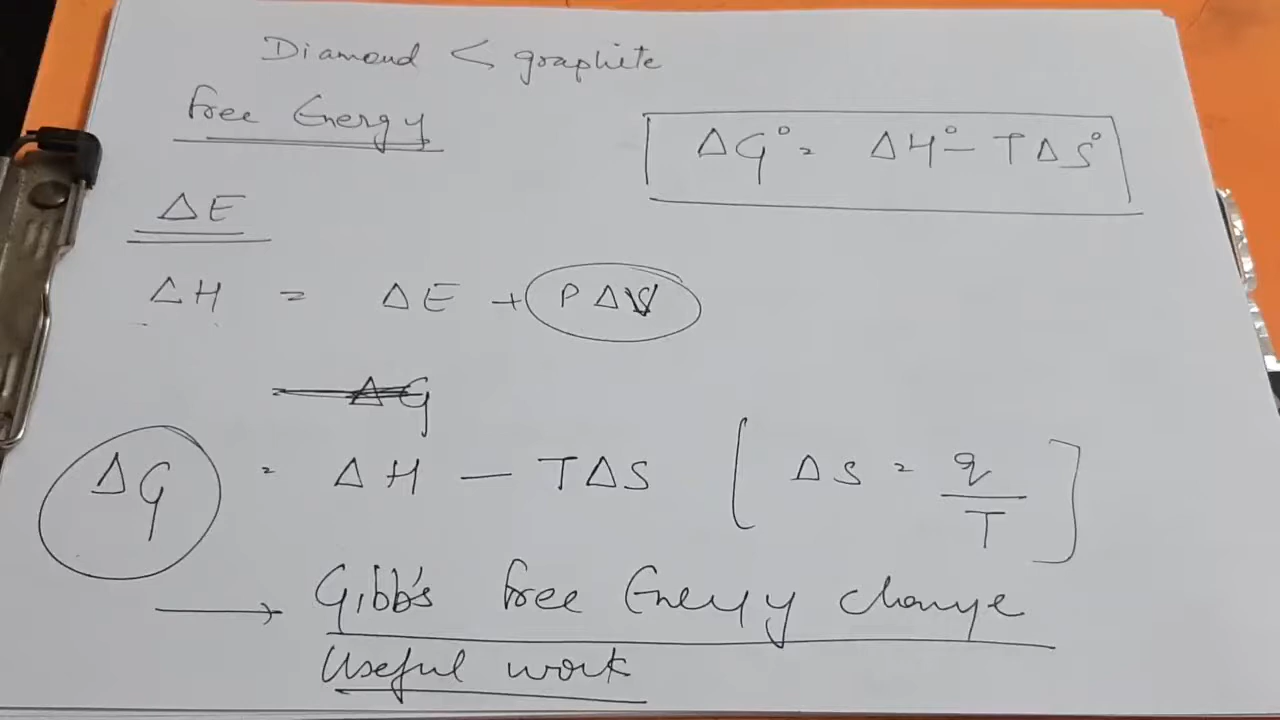 Diamond < graphite
Free Energy
ΔG° = ΔH° - TΔS°
ΔE
ΔH = ΔE + PΔV
ΔG
ΔG = ΔH - TΔS [ΔS = q/T]
→ Gibb's free Energy change
Useful work